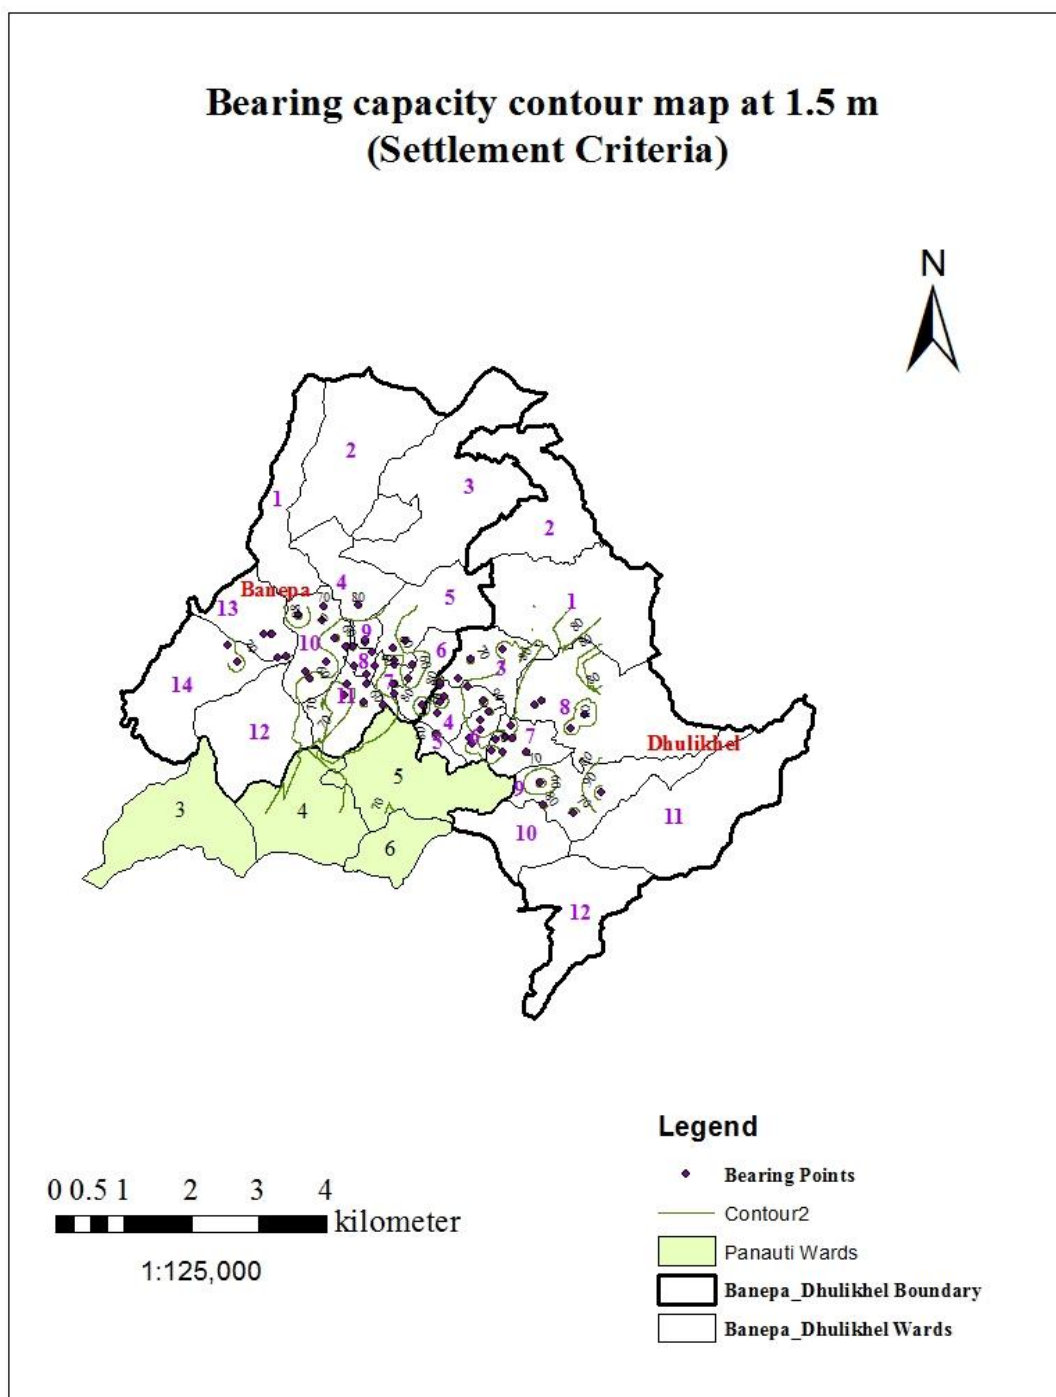 Bearing capacity contour map at 1.5 m
(Settlement Criteria)
N
2
3
1
2
4
Banepa
70
80
5
1
13
9
10
6
3
8
7
14
11
8
12
4
7
Dhulikhel
5
70
9
3
4
70
10
11
6
12
Legend
Bearing Points
Contour2
Panauti Wards
Banepa_Dhulikhel Boundary
Banepa_Dhulikhel Wards
0 0.5 1 2 3 4
kilometer
1:125,000